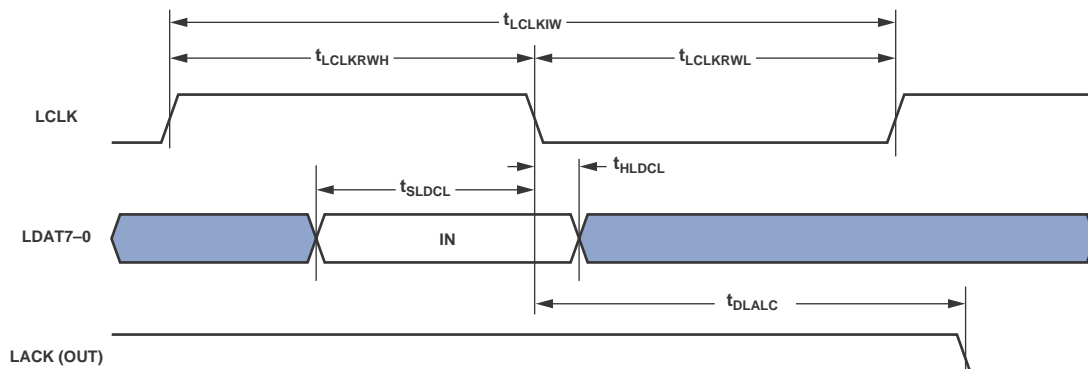 tLCLKIW
tLCLKRWH
tLCLKRWL
LCLK
tHLDCL
tSLDCL
LDAT7–0
IN
tDLALC
LACK (OUT)